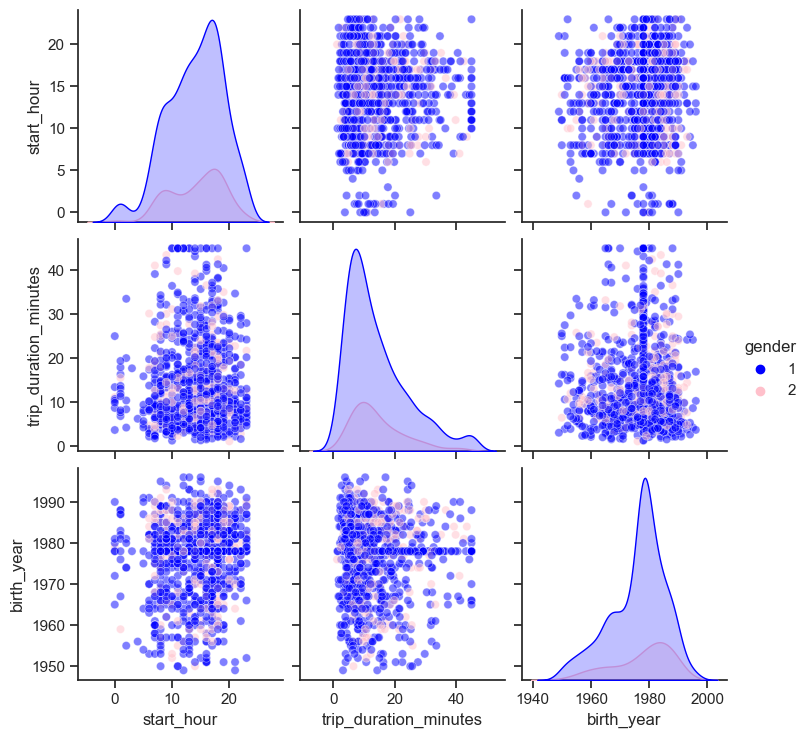 start_hour
20
15
10
5
0
trip_duration_minutes
40
30
20
10
0
gender
1
2
birth_year
1990
1980
1970
1960
1950
0 10 20
0 20 40
1940 1960 1980 2000
start_hour
trip_duration_minutes
birth_year